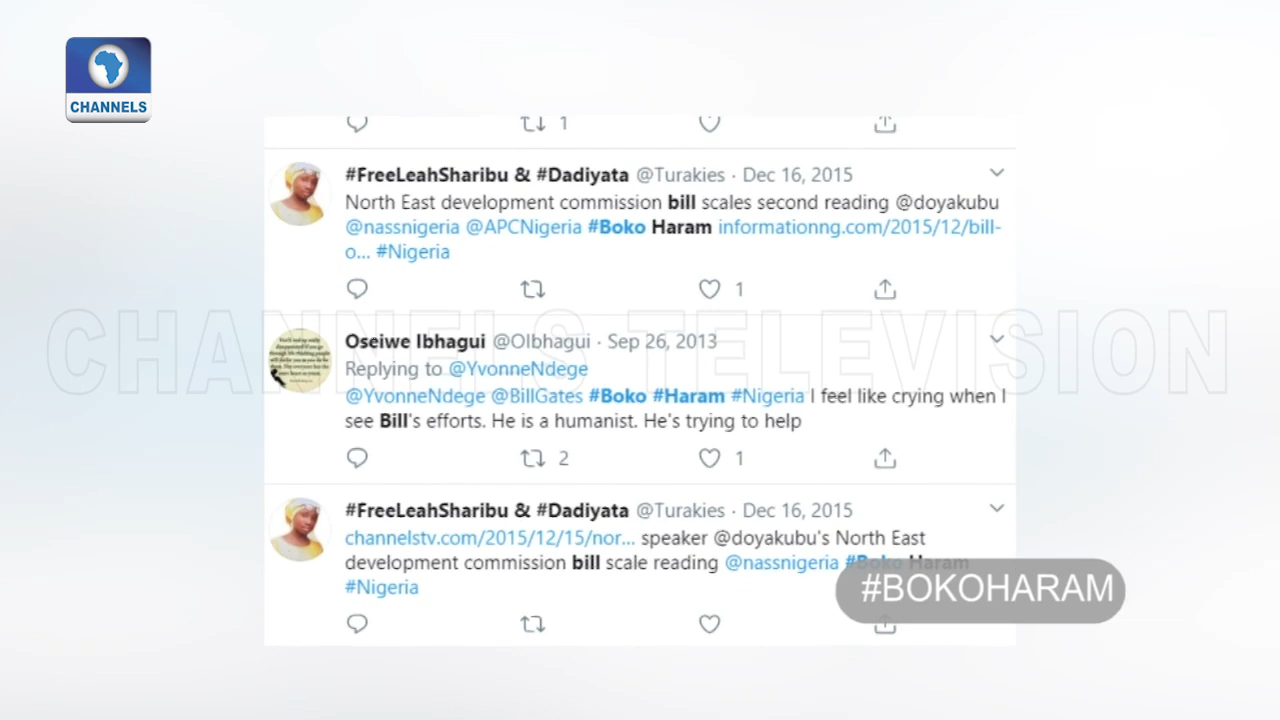 CHANNELS
1
#FreeLeahSharibu & #Dadiyata @Turakies · Dec 16, 2015
North East development commission bill scales second reading @doyakubu
@nassnigeria @APCNigeria #Boko Haram informationng.com/2015/12/bill-
o... #Nigeria
1
CHANNELS TELEVISION
Oseiwe Ibhagui @OIbhagui · Sep 26, 2013
Replying to @YvonneNdege
@YvonneNdege @BillGates #Boko #Haram #Nigeria I feel like crying when I
see Bill's efforts. He is a humanist. He's trying to help
2 1
#FreeLeahSharibu & #Dadiyata @Turakies · Dec 16, 2015
channelstv.com/2015/12/15/nor... speaker @doyakubu's North East
development commission bill scale reading @nassnigeria #Boko Haram
#Nigeria
#BOKOHARAM